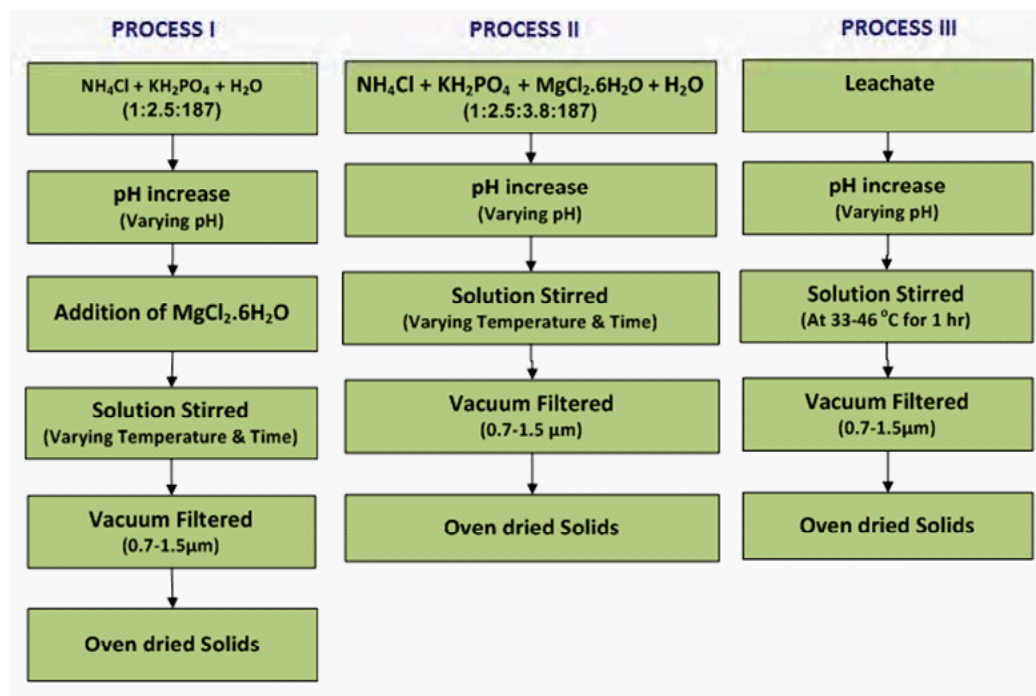 PROCESS I
NH₄Cl + KH₂PO₄ + H₂O
(1:2.5:187)
pH increase
(Varying pH)
Addition of MgCl₂.6H₂O
Solution Stirred
(Varying Temperature & Time)
Vacuum Filtered
(0.7-1.5µm)
Oven dried Solids
PROCESS II
NH₄Cl + KH₂PO₄ + MgCl₂.6H₂O + H₂O
(1:2.5:3.8:187)
pH increase
(Varying pH)
Solution Stirred
(Varying Temperature & Time)
Vacuum Filtered
(0.7-1.5 µm)
Oven dried Solids
PROCESS III
Leachate
pH increase
(Varying pH)
Solution Stirred
(At 33-46 °C for 1 hr)
Vacuum Filtered
(0.7-1.5µm)
Oven dried Solids